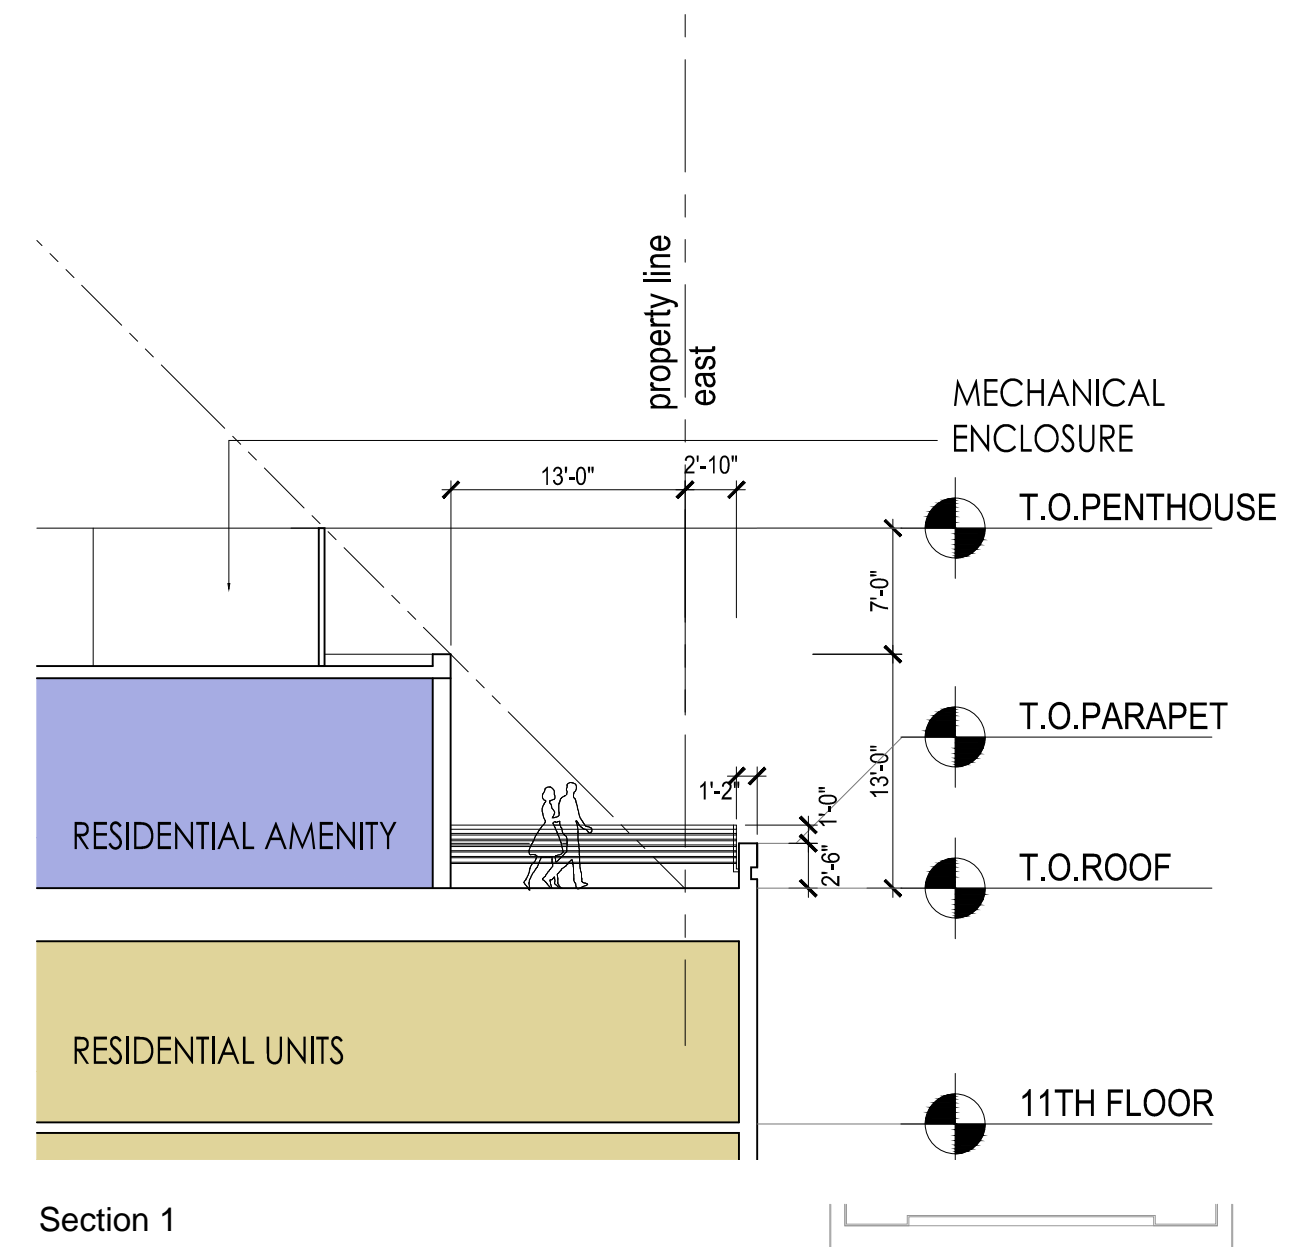 property line
east
MECHANICAL
ENCLOSURE
13'-0"
2'-10"
T.O.PENTHOUSE
7'-0"
T.O.PARAPET
13'-0"
1'-2"
1'-0"
RESIDENTIAL AMENITY
2'-6"
T.O.ROOF
RESIDENTIAL UNITS
11TH FLOOR
Section 1